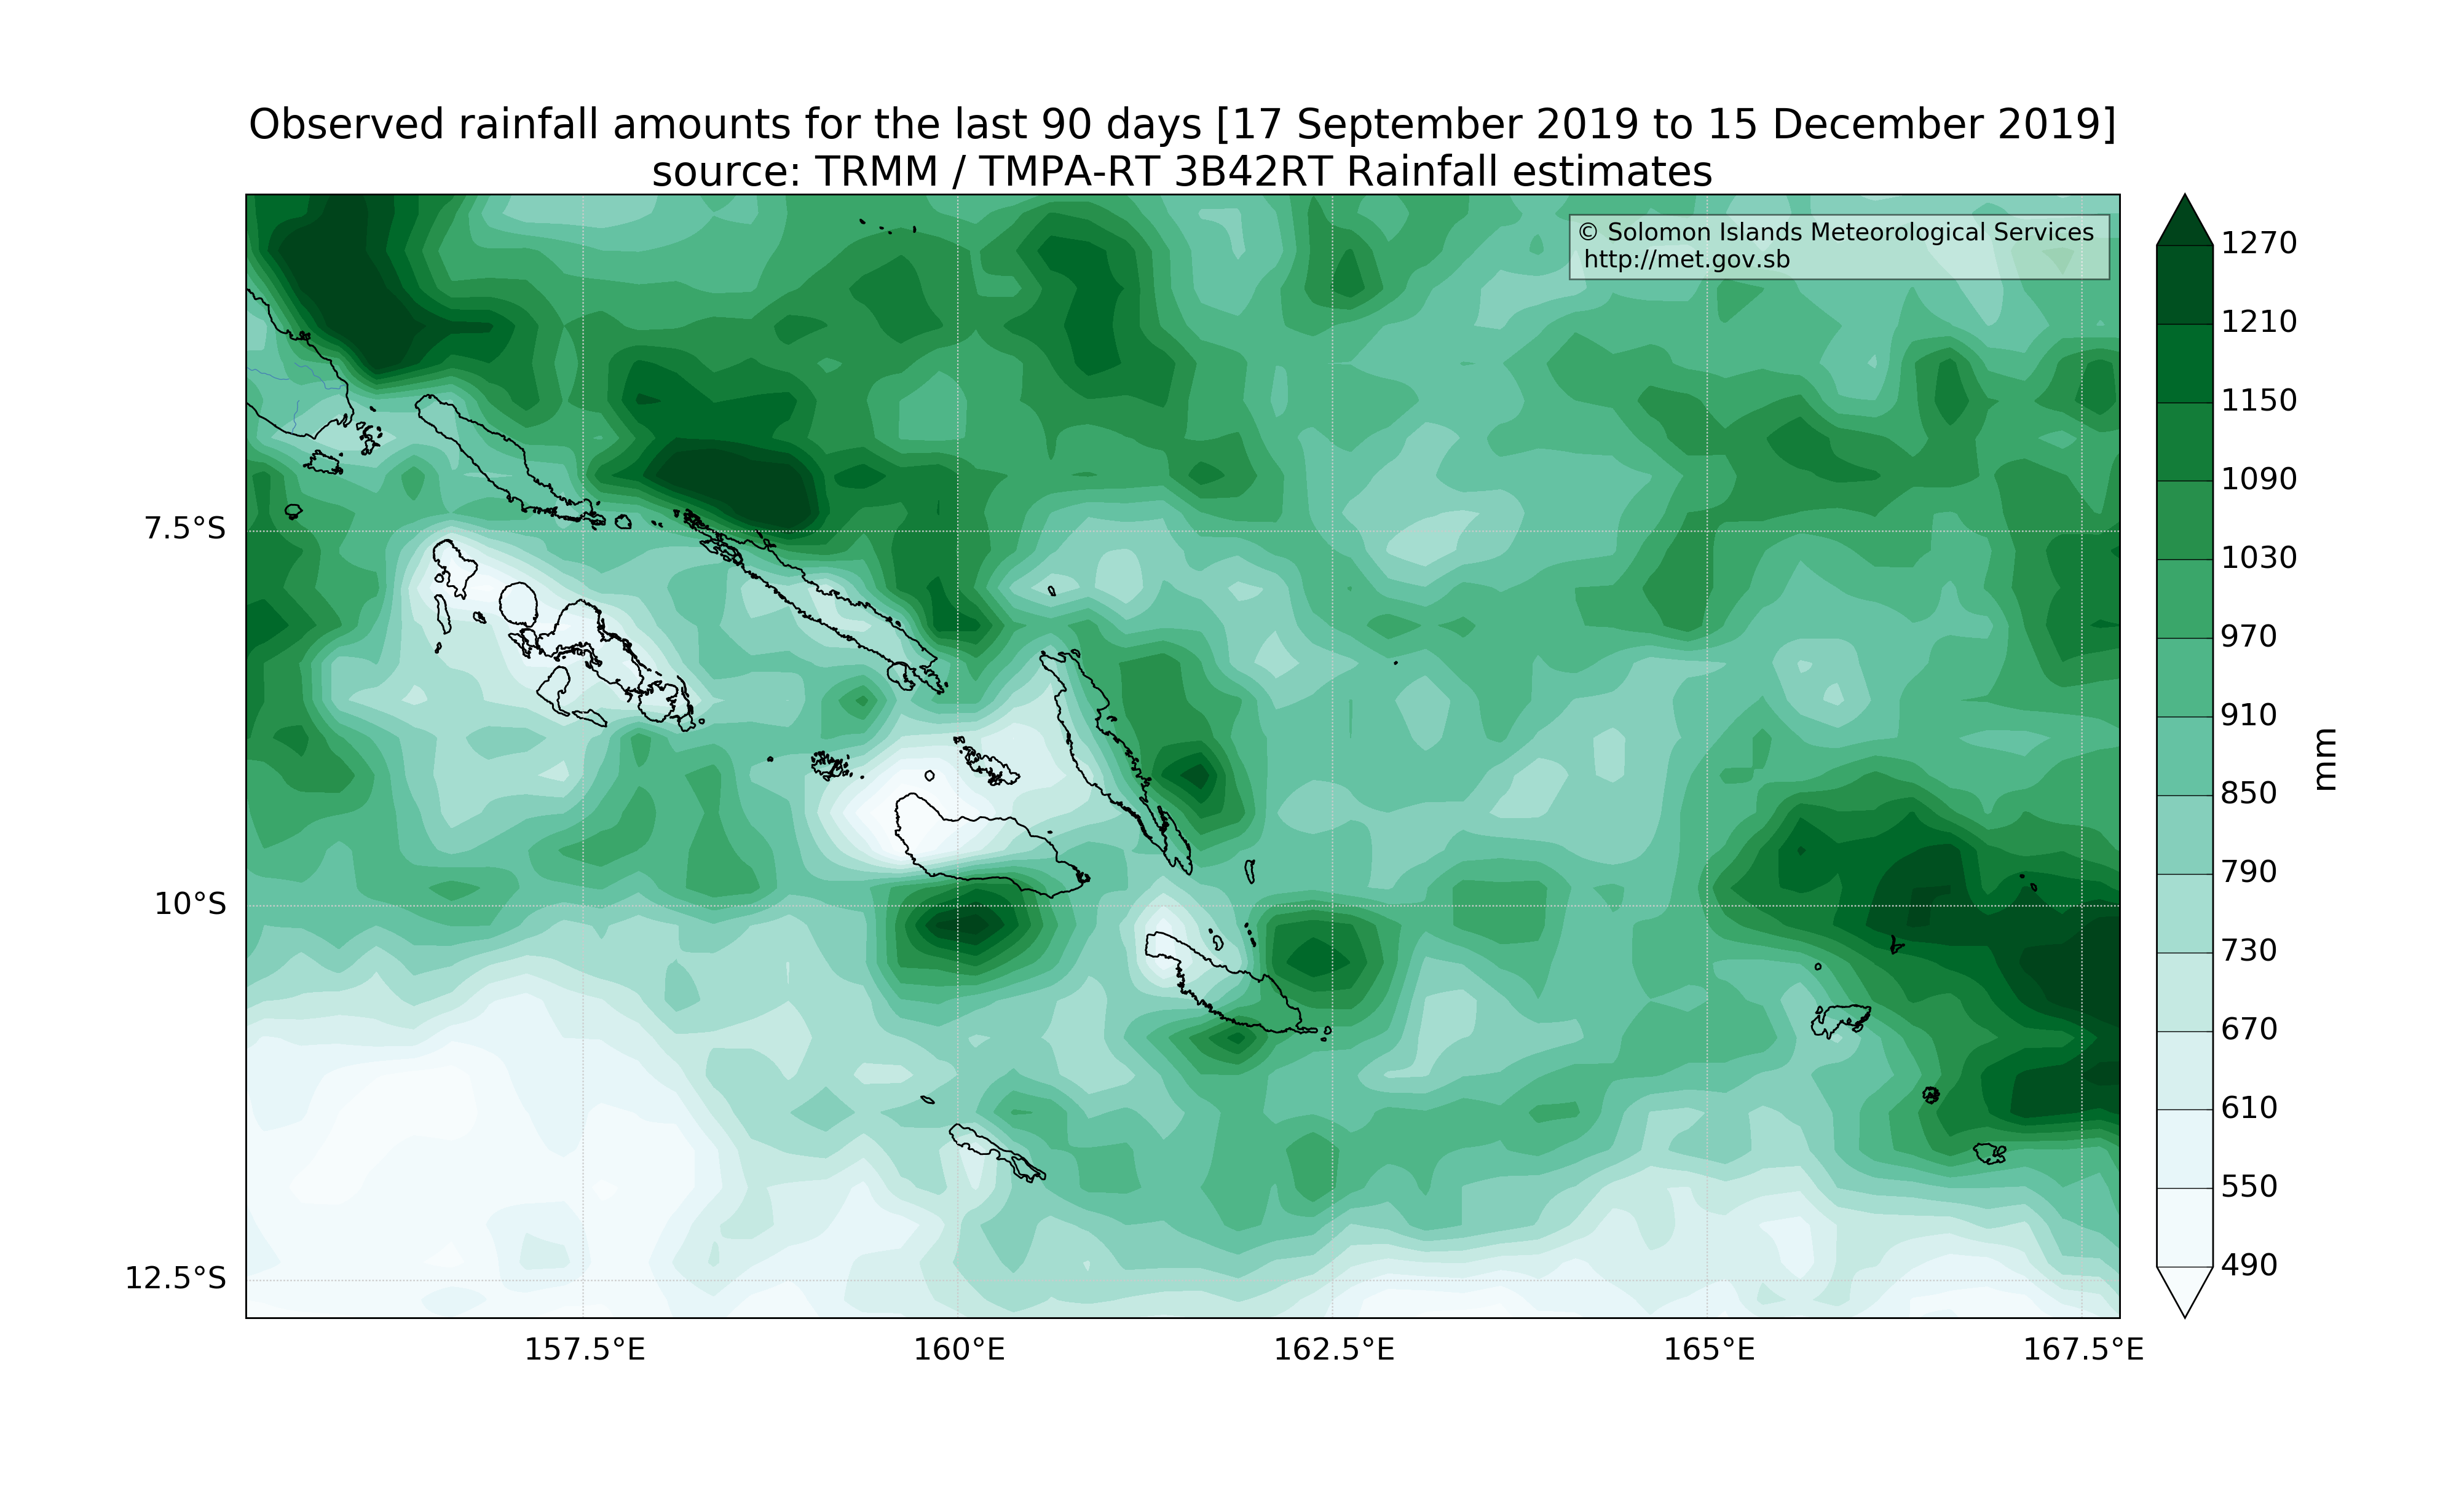 Observed rainfall amounts for the last 90 days [17 September 2019 to 15 December 2019]
source: TRMM / TMPA-RT 3B42RT Rainfall estimates
© Solomon Islands Meteorological Services
http://met.gov.sb
7.5°S
10°S
12.5°S
157.5°E
160°E
162.5°E
165°E
167.5°E
1270
1210
1150
1090
1030
970
910
850
790
730
670
610
550
490
mm